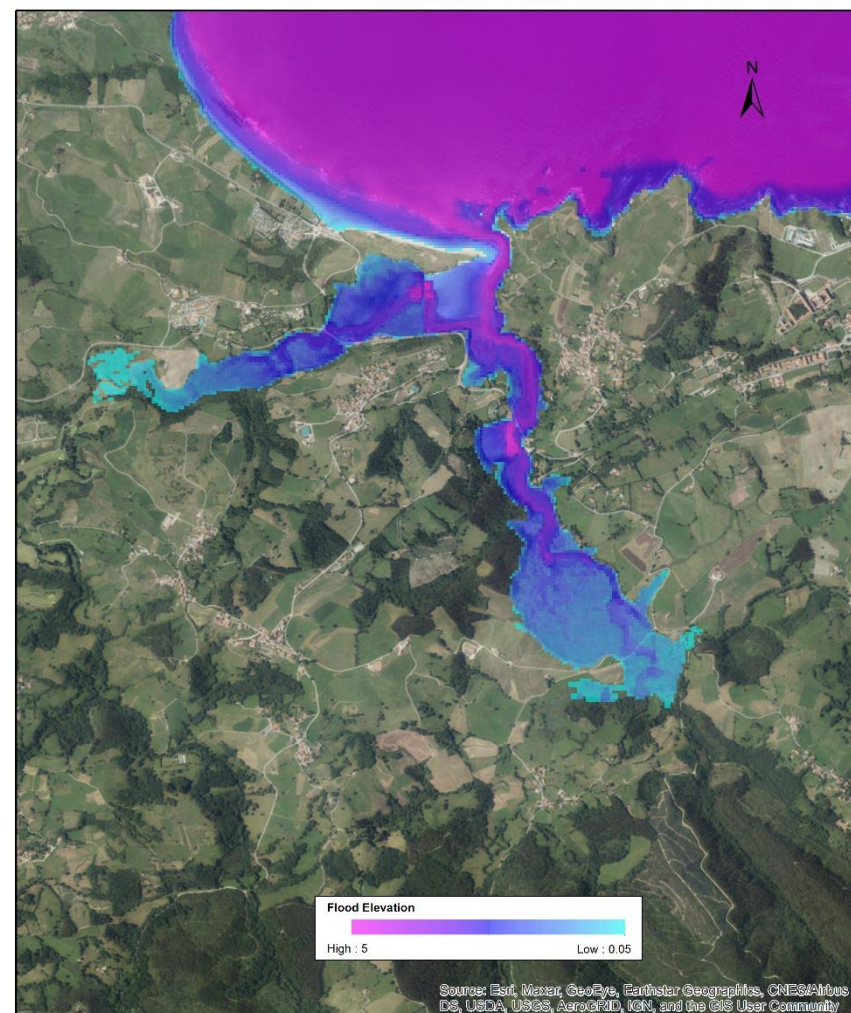 N
Flood Elevation
High : 5 Low : 0.05
Source: Esri, Maxar, GeoEye, Earthstar Geographics, CNES/Airbus
DS, USDA, USGS, AeroGRID, IGN, and the GIS User Community